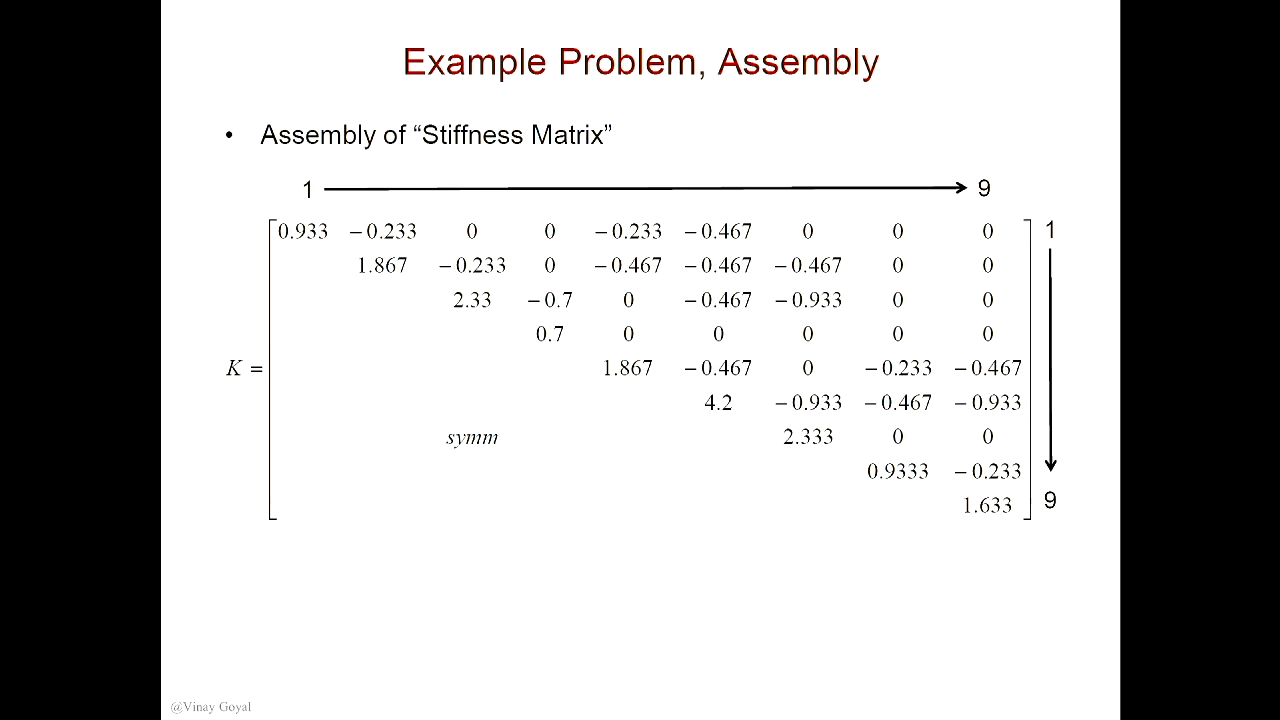 Example Problem, Assembly
• Assembly of “Stiffness Matrix”
1 9
0.933 −0.233 0 0 −0.233 −0.467 0 0 0 1
1.867 −0.233 0 −0.467 −0.467 −0.467 0 0
2.33 −0.7 0 −0.467 −0.933 0 0
0.7 0 0 0 0 0
K = 1.867 −0.467 0 −0.233 −0.467
4.2 −0.933 −0.467 −0.933
symm 2.333 0 0
0.9333 −0.233
1.633 9
@Vinay Goyal